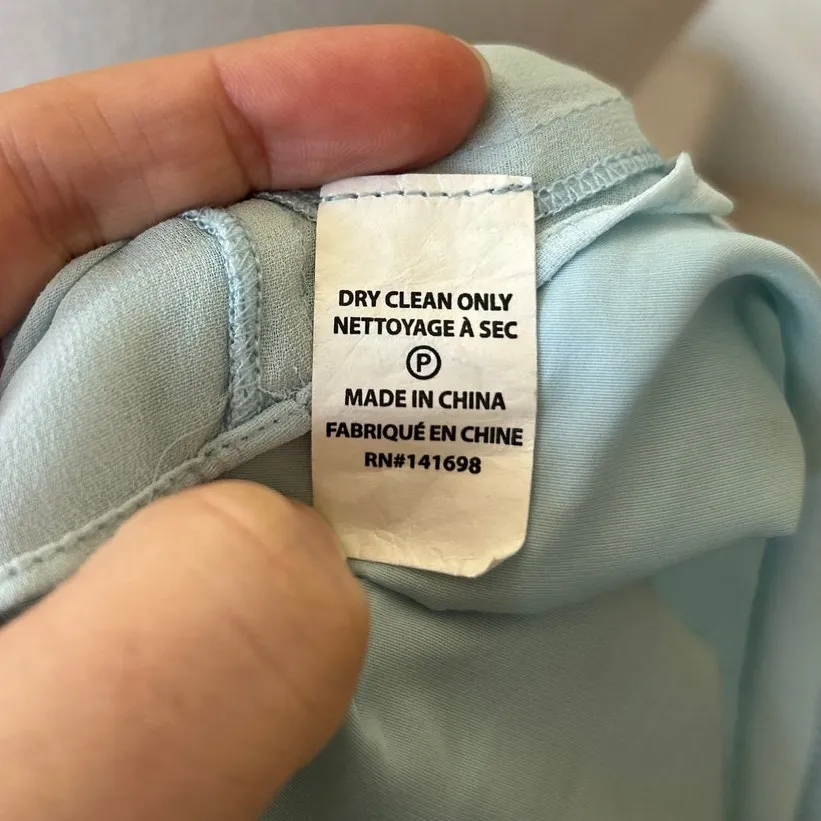 DRY CLEAN ONLY
NETTOYAGE À SEC
P
MADE IN CHINA
FABRIQUÉ EN CHINE
RN#141698